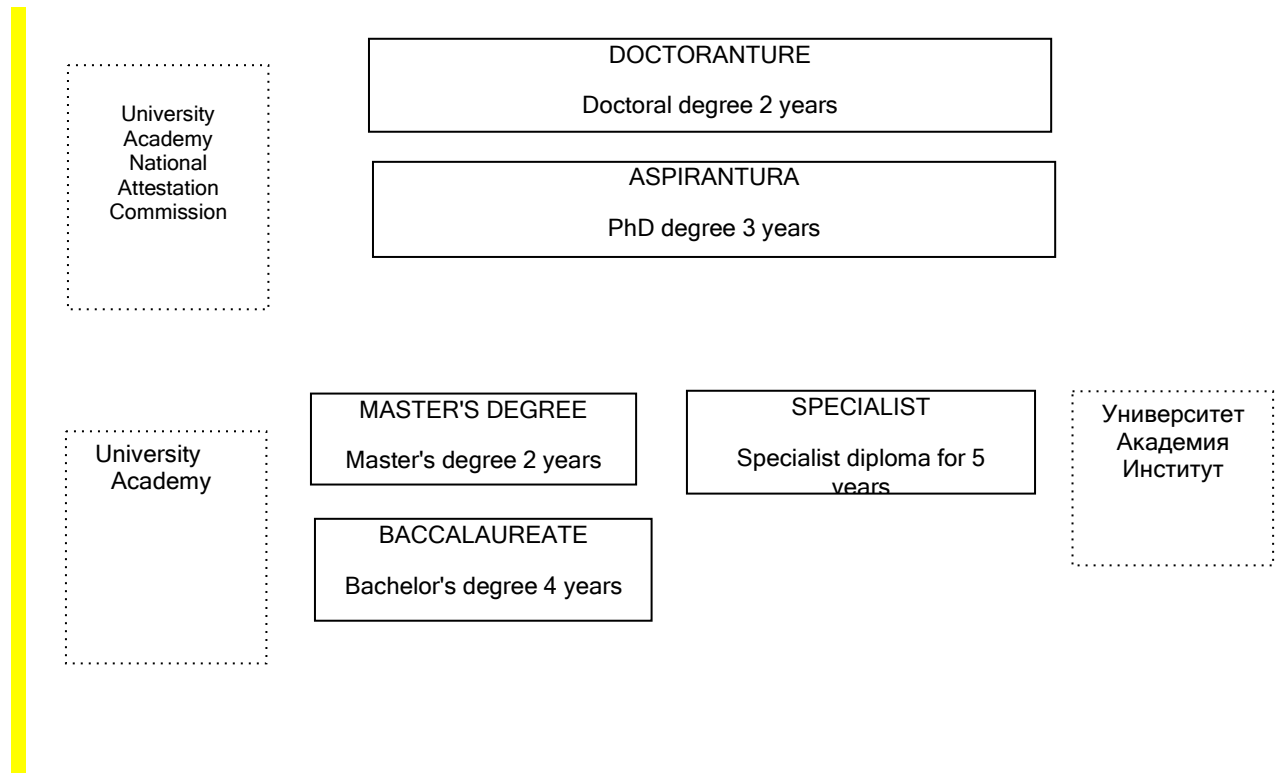 DOCTORANTURE
Doctoral degree 2 years
University
Academy
National
Attestation
Commission
ASPIRANTURA
PhD degree 3 years
MASTER'S DEGREE
Master's degree 2 years
SPECIALIST
Specialist diploma for 5
years
Университет
Академия
Институт
University
Academy
BACCALAUREATE
Bachelor's degree 4 years